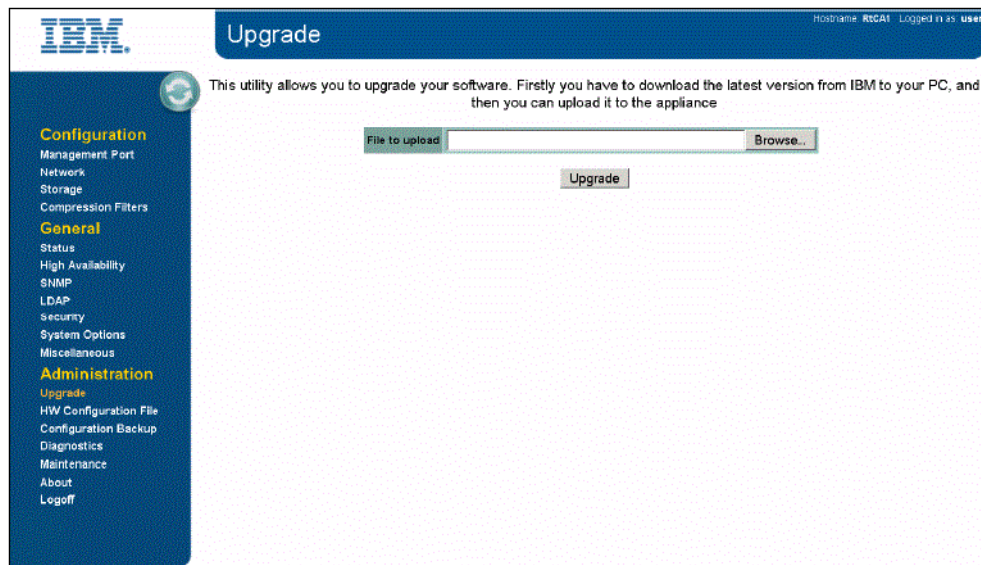 IBM.
Upgrade
Hostname RtCA1 Logged in as user
This utility allows you to upgrade your software. Firstly you have to download the latest version from IBM to your PC, and
then you can upload it to the appliance
File to upload
Browse...
Upgrade
Configuration
Management Port
Network
Storage
Compression Filters
General
Status
High Availability
SNMP
LDAP
Security
System Options
Miscellaneous
Administration
Upgrade
HW Configuration File
Configuration Backup
Diagnostics
Maintenance
About
Logoff